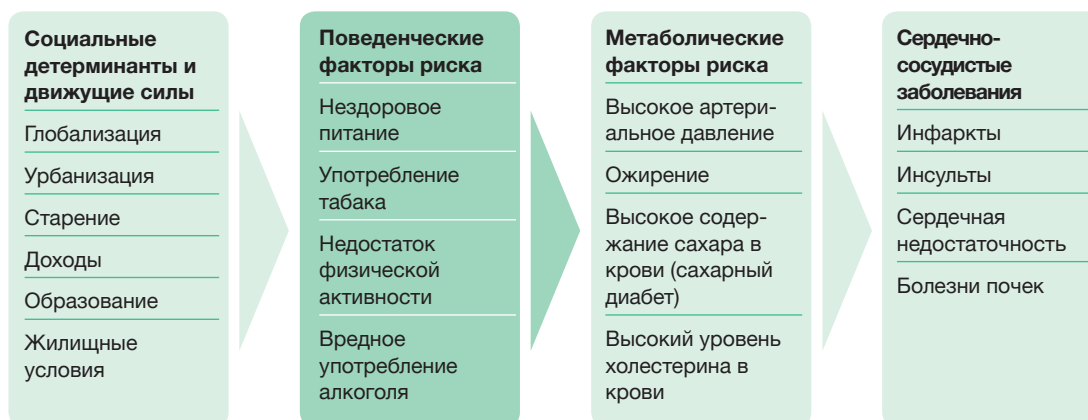 Социальные
детерминанты и
движущие силы
Глобализация
Урбанизация
Старение
Доходы
Образование
Жилищные
условия
Поведенческие
факторы риска
Нездоровое
питание
Употребление
табака
Недостаток
физической
активности
Вредное
употребление
алкоголя
Метаболические
факторы риска
Высокое артери-
альное давление
Ожирение
Высокое содер-
жание сахара в
крови (сахарный
диабет)
Высокий уровень
холестерина в
крови
Сердечно-
сосудистые
заболевания
Инфаркты
Инсульты
Сердечная
недостаточность
Болезни почек